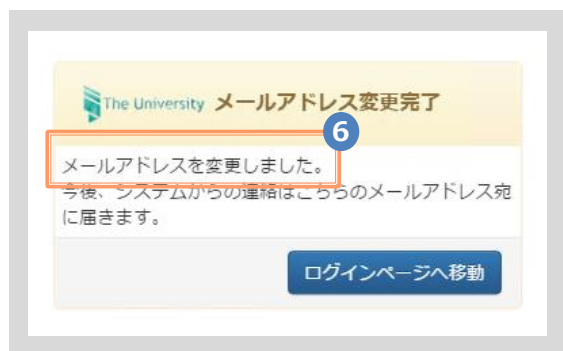 The University メールアドレス変更完了
6
メールアドレスを変更しました。
今後、システムからの連絡はこちらのメールアドレス宛
に届きます。
ログインページへ移動